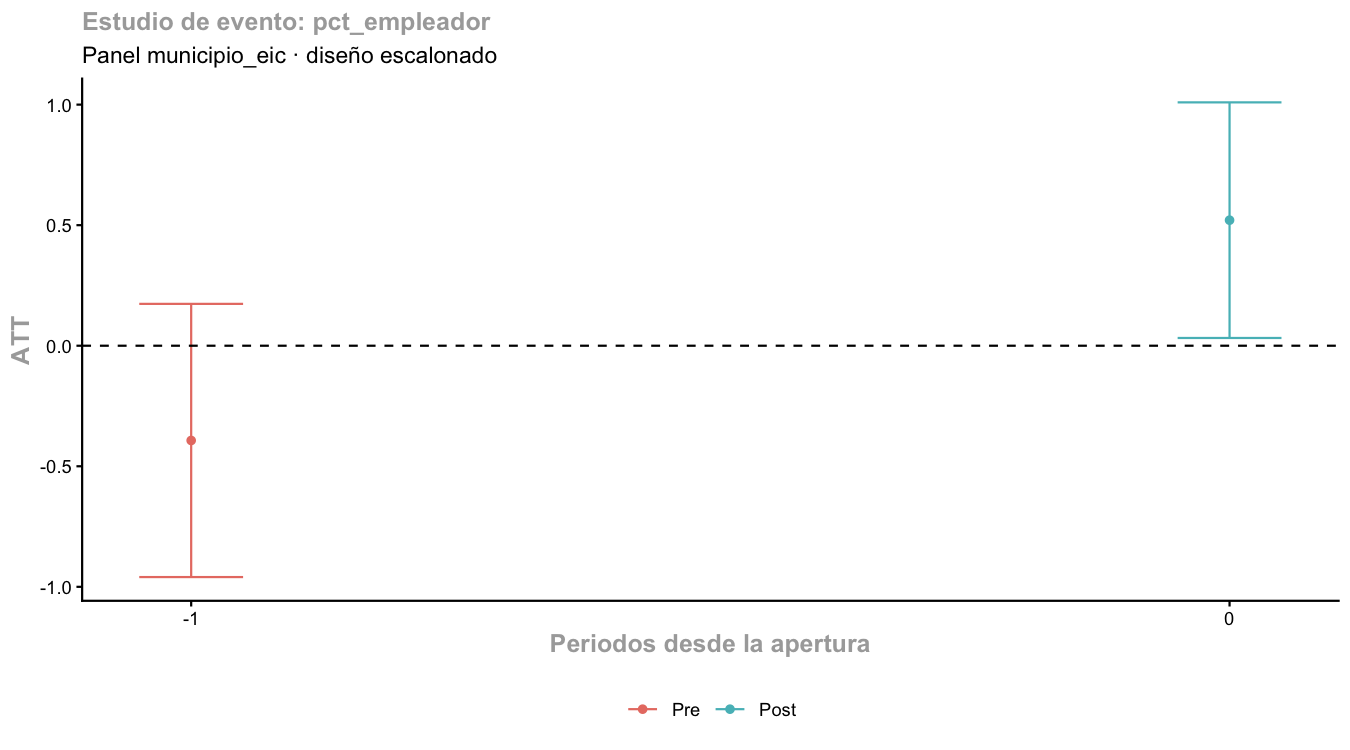 Estudio de evento: pct_empleador
Panel municipio_eic · diseño escalonado
ATT
1.0
0.5
0.0
-0.5
-1.0
-1
0
Periodos desde la apertura
Pre
Post